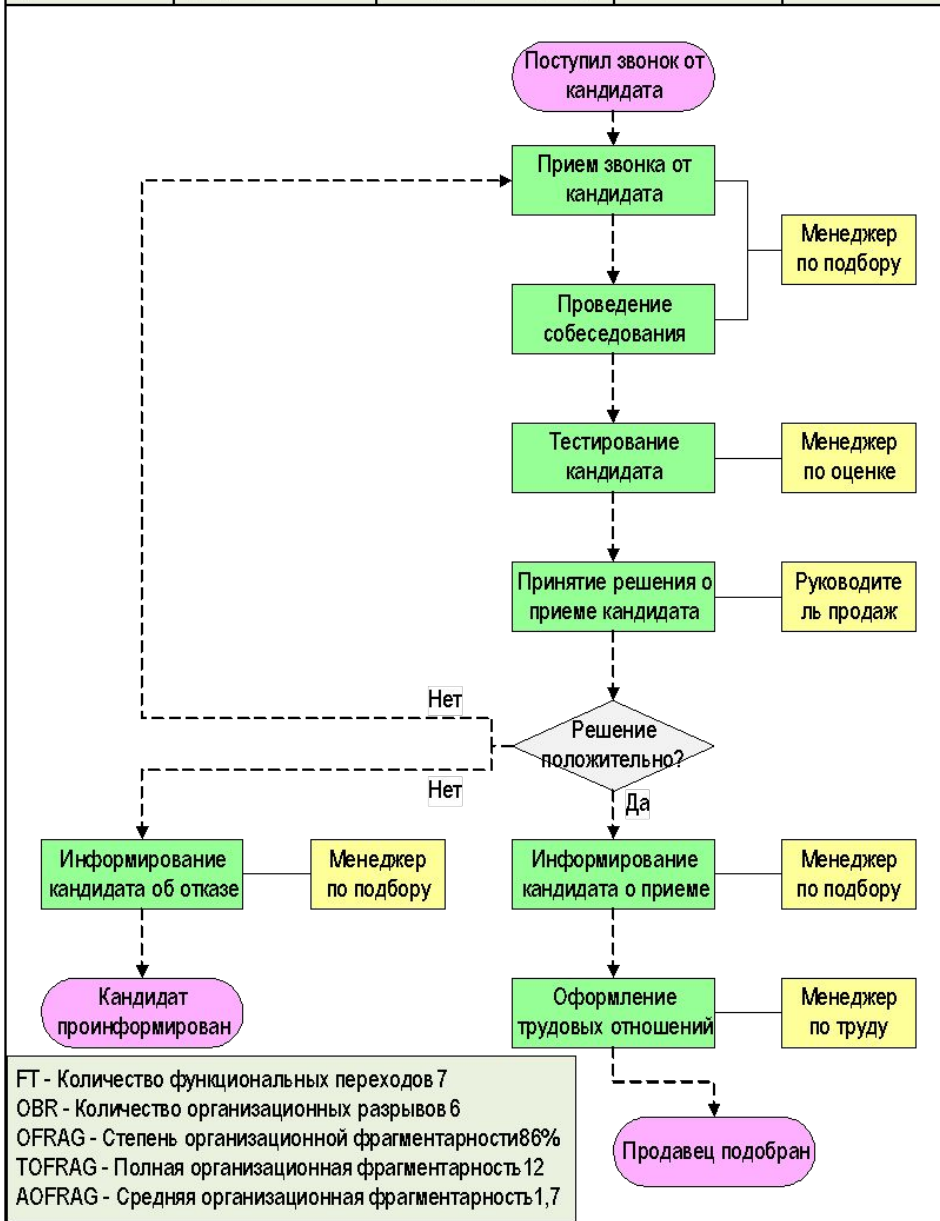 Поступил звонок от
кандидата
Прием звонка от
кандидата
Менеджер
по подбору
Проведение
собеседования
Тестирование
кандидата
Менеджер
по оценке
Принятие решения о
приеме кандидата
Руководите
ль продаж
Нет
Решение
положительно?
Нет
Да
Информирование
кандидата об отказе
Менеджер
по подбору
Информирование
кандидата о приеме
Менеджер
по подбору
Кандидат
проинформирован
Оформление
трудовых отношений
Менеджер
по труду
Продавец подобран
FT - Количество функциональных переходов 7
OBR - Количество организационных разрывов 6
OFRAG - Степень организационной фрагментарности86%
TOFRAG - Полная организационная фрагментарность 12
AOFRAG - Средняя организационная фрагментарность 1,7